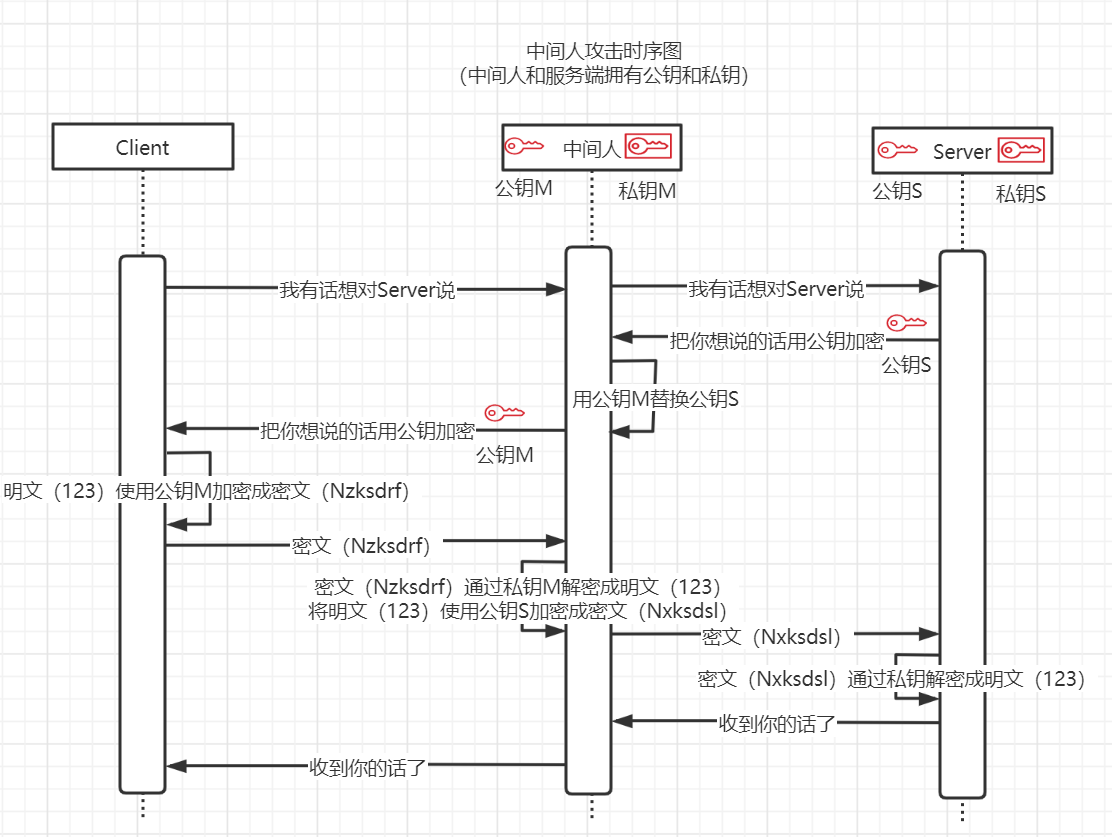 中间人攻击时序图
（中间人和服务端拥有公钥和私钥）
Client
中间人
Server
公钥M
私钥M
公钥S
私钥S
我有话想对Server说
我有话想对Server说
把你想说的话用公钥加密
公钥S
用公钥M替换公钥S
把你想说的话用公钥加密
公钥M
明文（123）使用公钥M加密成密文（Nzksdrf）
密文（Nzksdrf）
密文（Nzksdrf）通过私钥M解密成明文（123）
将明文（123）使用公钥S加密成密文（Nxksdsl）
密文（Nxksdsl）
密文（Nxksdsl）通过私钥解密成明文（123）
收到你的话了
收到你的话了